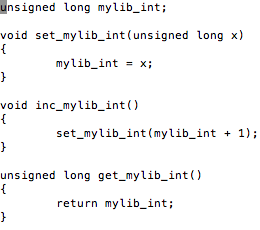 unsigned long mylib_int;

void set_mylib_int(unsigned long x)
{
        mylib_int = x;
}

void inc_mylib_int()
{
        set_mylib_int(mylib_int + 1);
}

unsigned long get_mylib_int()
{
        return mylib_int;
}